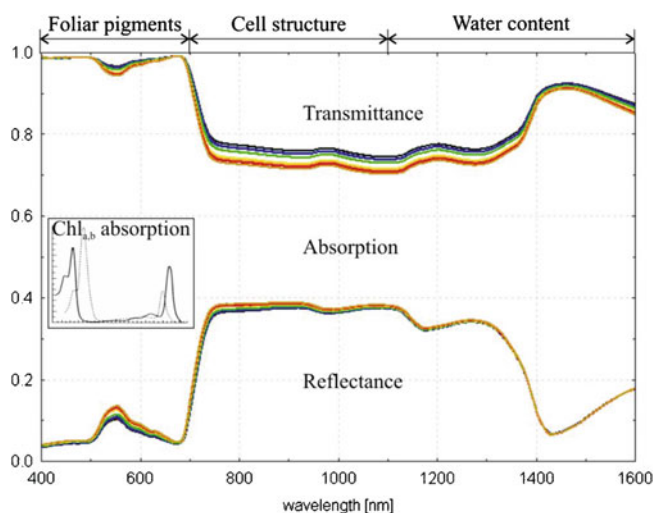 Foliar pigments Cell structure Water content
1.0
Transmittance
0.8
0.6
Chla,b absorption
Absorption
0.4
Reflectance
0.2
0.0
400 600 800 1000 1200 1400 1600
wavelength [nm]